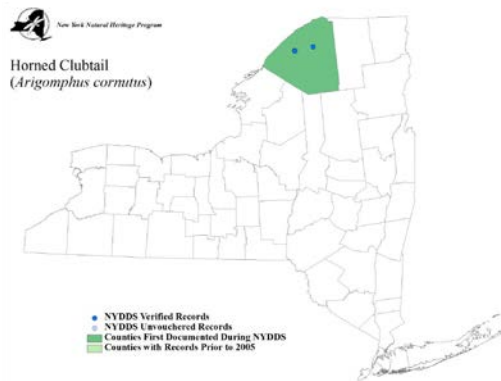 New York Natural Heritage Program
Horned Clubtail
(Arigomphus cornutus)
NYDDS Verified Records
NYDDS Unvouchered Records
Counties First Documented During NYDDS
Counties with Records Prior to 2005